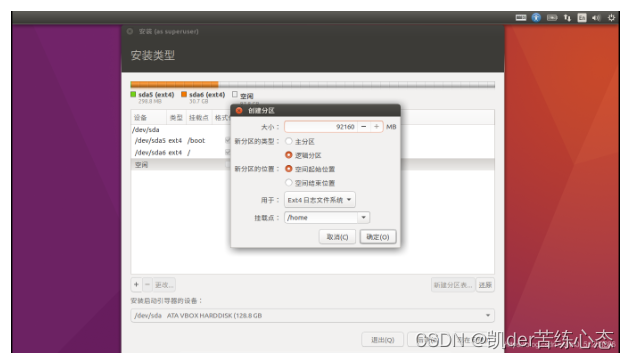 En
安装 (as superuser)
安装类型
sda5 (ext4) sda6 (ext4) 空闲
299.8 MB 30.7 GB
创建分区
设备 类型 挂载点
大小： 92160 － ＋ MB
/dev/sda
新分区的类型： 主分区
/dev/sda5 ext4 /boot
逻辑分区
/dev/sda6 ext4 /
空闲
新分区的位置： 空间起始位置
空间结束位置
用于： Ext4 日志文件系统
挂载点： /home
取消(C) 确定(O)
+ − 更改... 新建分区表... 还原
安装启动引导器的设备：
/dev/sda ATA VBOX HARDDISK (128.8 GB
退出(Q)
CSDN @凯der苦练心态